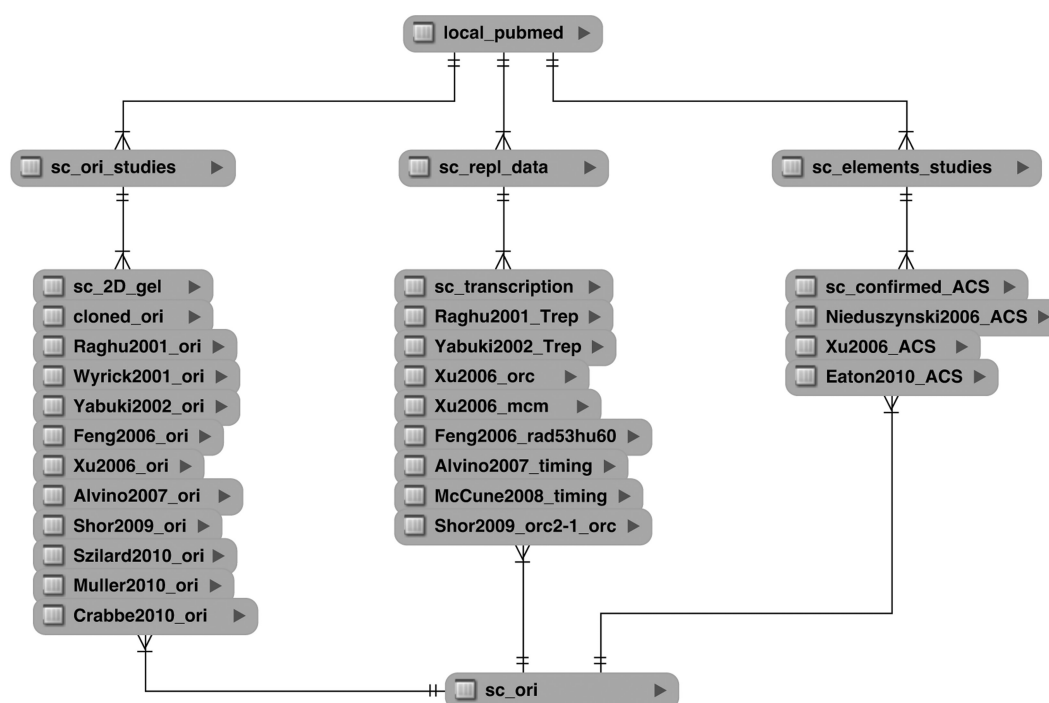 local_pubmed
sc_ori_studies
sc_repl_data
sc_elements_studies
sc_2D_gel
cloned_ori
Raghu2001_ori
Wyrick2001_ori
Yabuki2002_ori
Feng2006_ori
Xu2006_ori
Alvino2007_ori
Shor2009_ori
Szilard2010_ori
Muller2010_ori
Crabbe2010_ori
sc_transcription
Raghu2001_Trep
Yabuki2002_Trep
Xu2006_orc
Xu2006_mcm
Feng2006_rad53hu60
Alvino2007_timing
McCune2008_timing
Shor2009_orc2-1_orc
sc_confirmed_ACS
Nieduszynski2006_ACS
Xu2006_ACS
Eaton2010_ACS
sc_ori